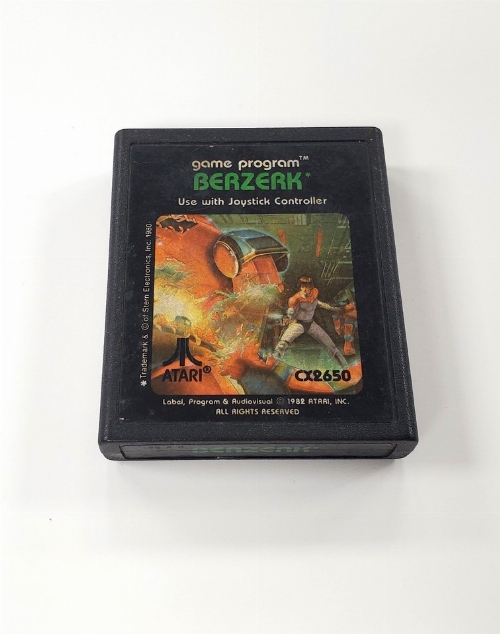 game program™
BERZERK*
Use with Joystick Controller
* Trademark & © of Stern Electronics, Inc. 1980
ATARI®
CX2650
Label, Program & Audiovisual © 1982 ATARI, INC.
ALL RIGHTS RESERVED
BERZERK